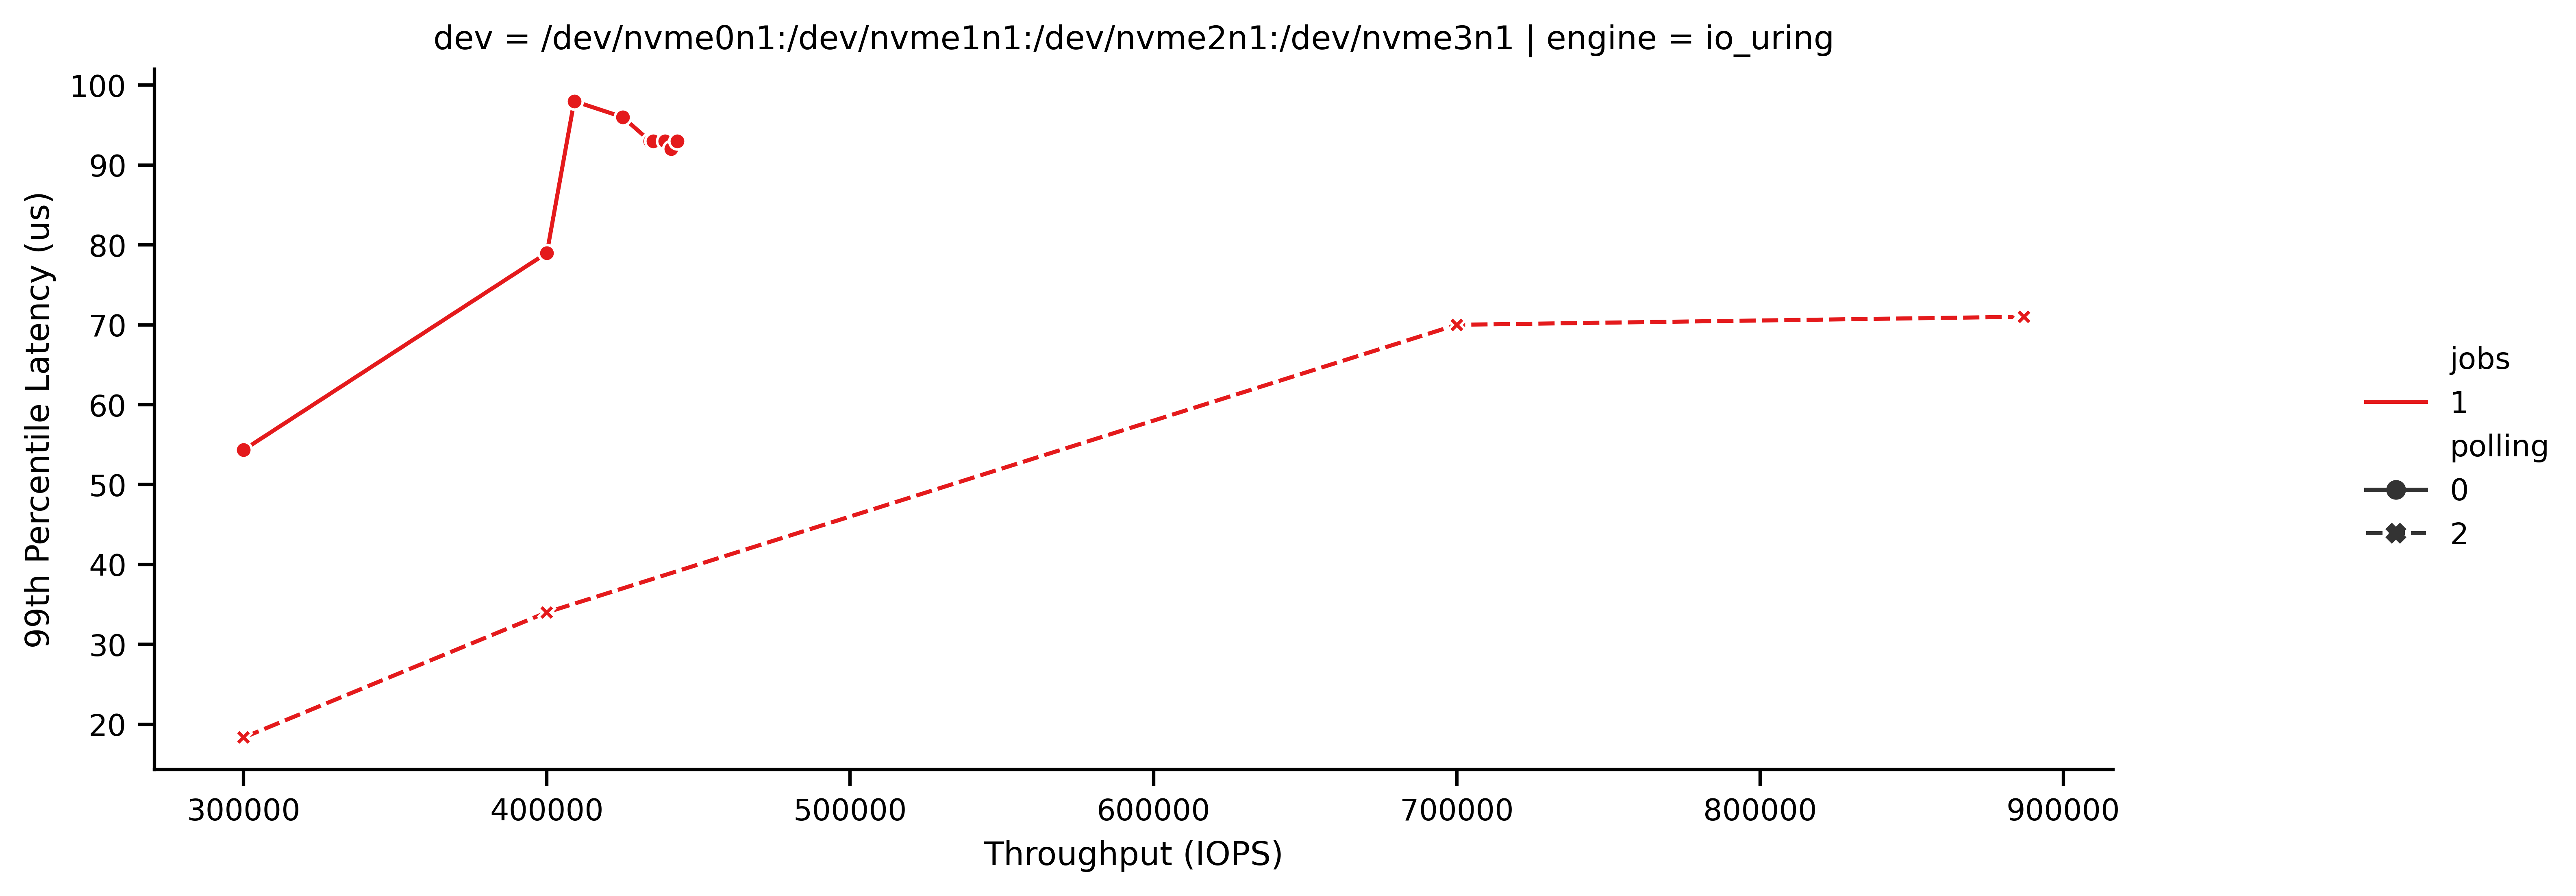 dev = /dev/nvme0n1:/dev/nvme1n1:/dev/nvme2n1:/dev/nvme3n1 | engine = io_uring
99th Percentile Latency (us)
100
90
80
70
60
50
40
30
20
300000 400000 500000 600000 700000 800000 900000
Throughput (IOPS)
jobs
1
polling
0
2